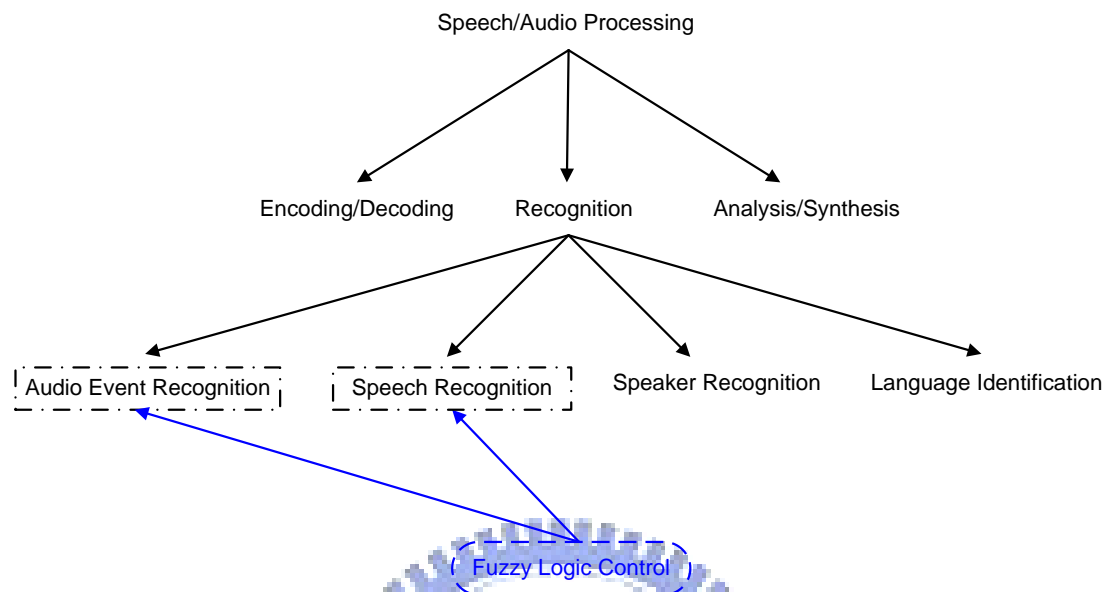 Speech/Audio Processing
Encoding/Decoding Recognition Analysis/Synthesis
Audio Event Recognition Speech Recognition Speaker Recognition Language Identification
Fuzzy Logic Control